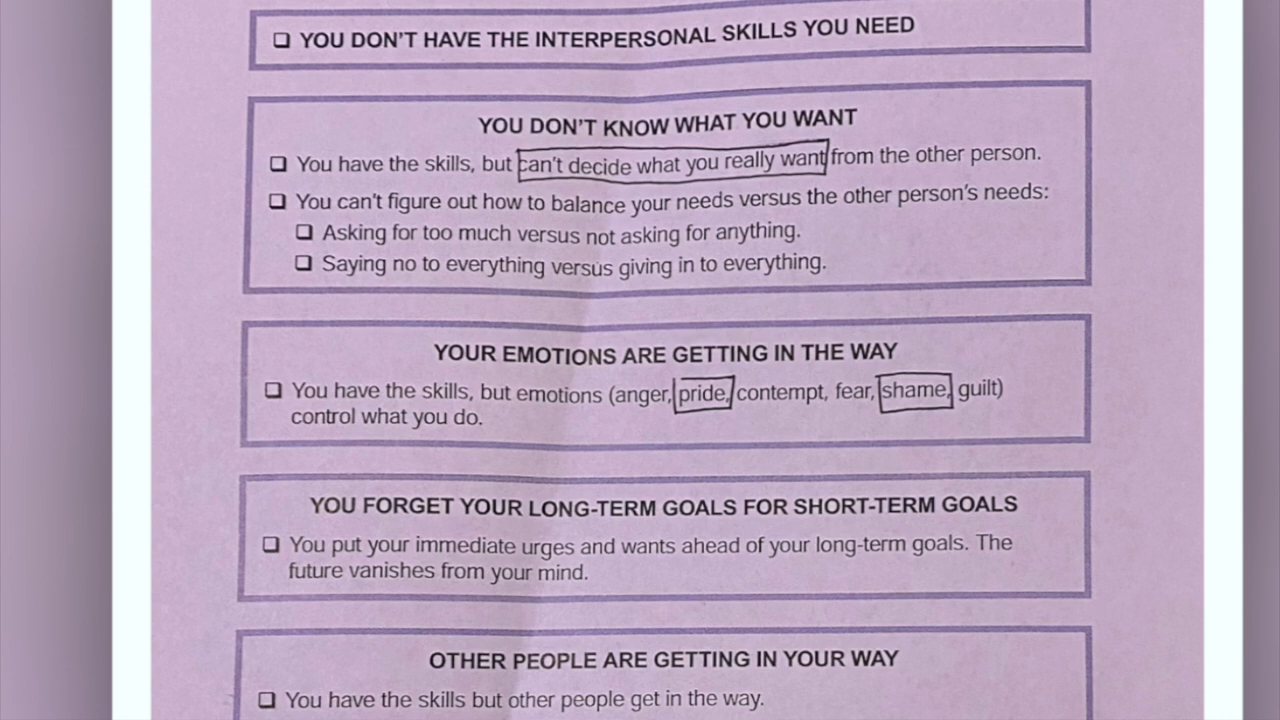 ❑ YOU DON'T HAVE THE INTERPERSONAL SKILLS YOU NEED
YOU DON'T KNOW WHAT YOU WANT
❑ You have the skills, but can't decide what you really want from the other person.
❑ You can't figure out how to balance your needs versus the other person's needs:
❑ Asking for too much versus not asking for anything.
❑ Saying no to everything versus giving in to everything.
YOUR EMOTIONS ARE GETTING IN THE WAY
❑ You have the skills, but emotions (anger, pride, contempt, fear, shame, guilt)
control what you do.
YOU FORGET YOUR LONG-TERM GOALS FOR SHORT-TERM GOALS
❑ You put your immediate urges and wants ahead of your long-term goals. The
future vanishes from your mind.
OTHER PEOPLE ARE GETTING IN YOUR WAY
❑ You have the skills but other people get in the way.